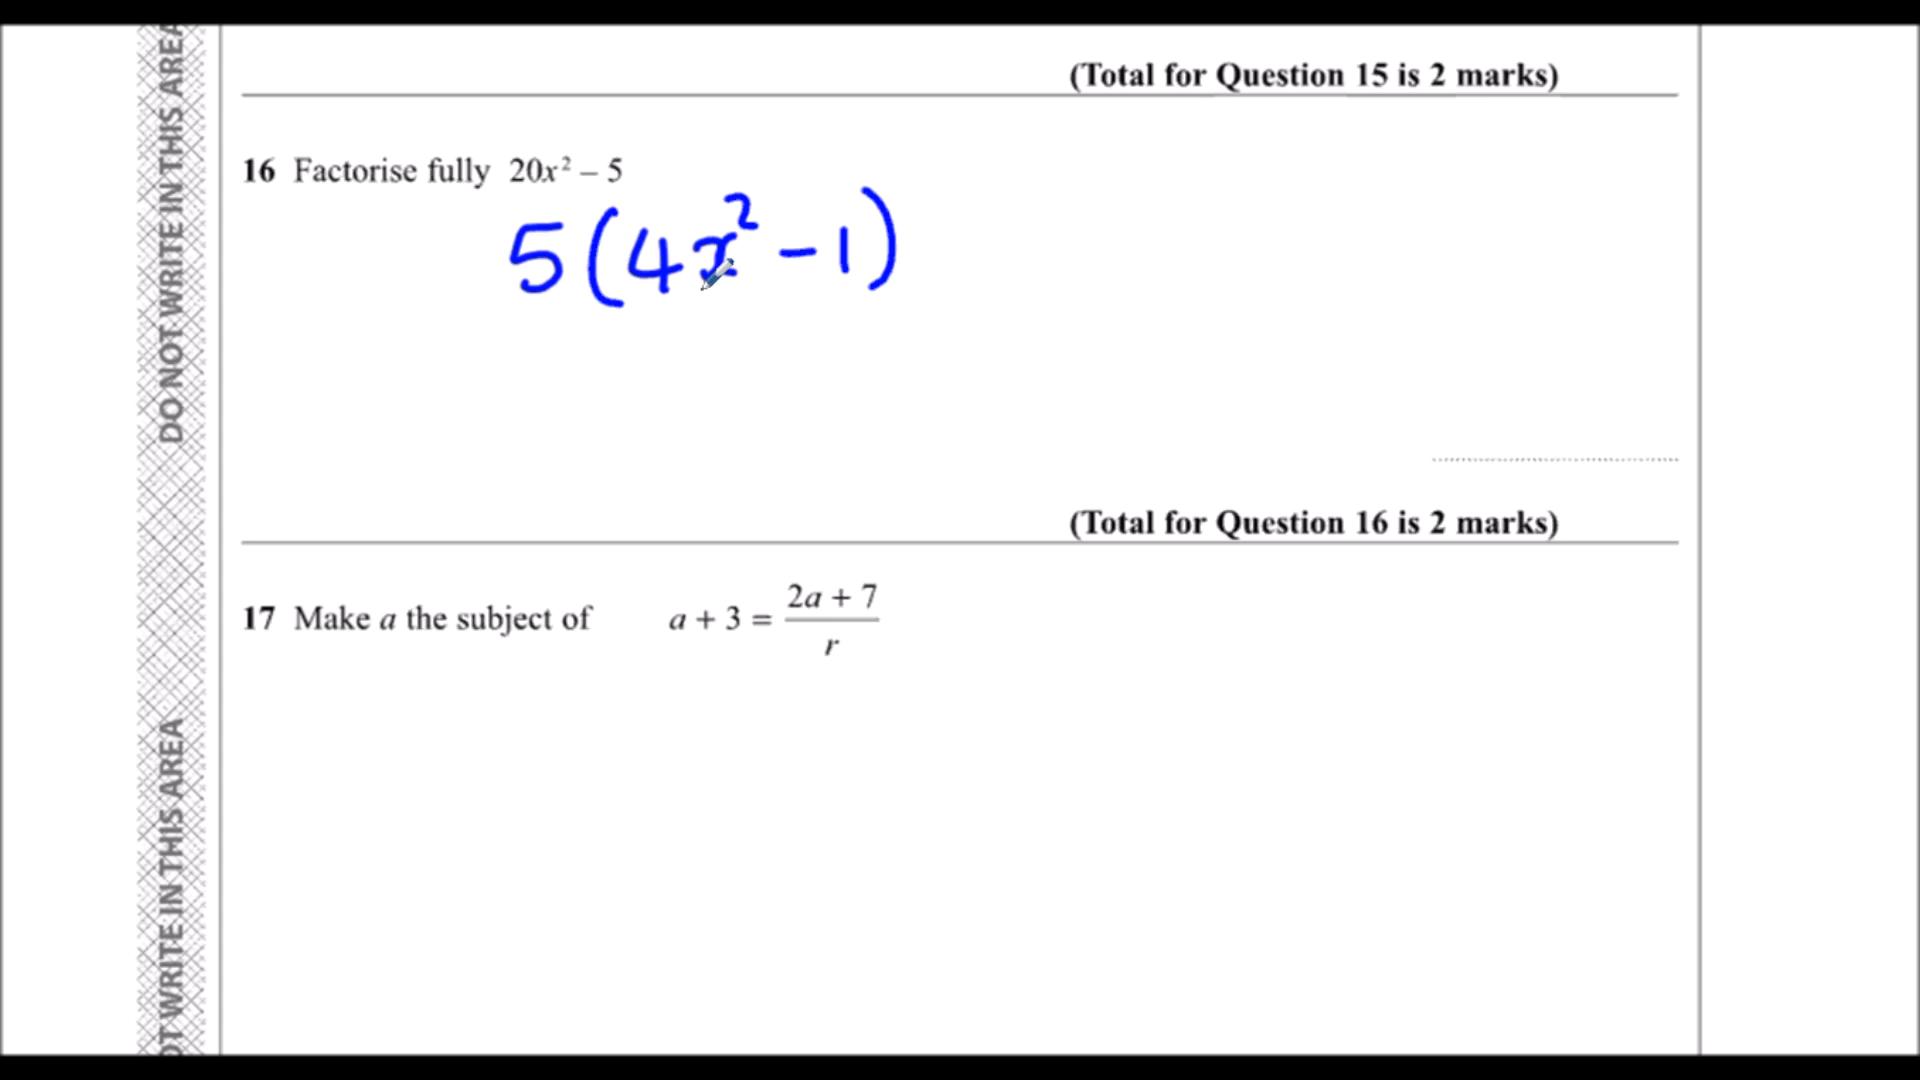 (Total for Question 15 is 2 marks)
16 Factorise fully 20x² – 5
5(4x² – 1)
(Total for Question 16 is 2 marks)
17 Make a the subject of a + 3 = (2a + 7)/r
DO NOT WRITE IN THIS AREA
OT WRITE IN THIS AREA